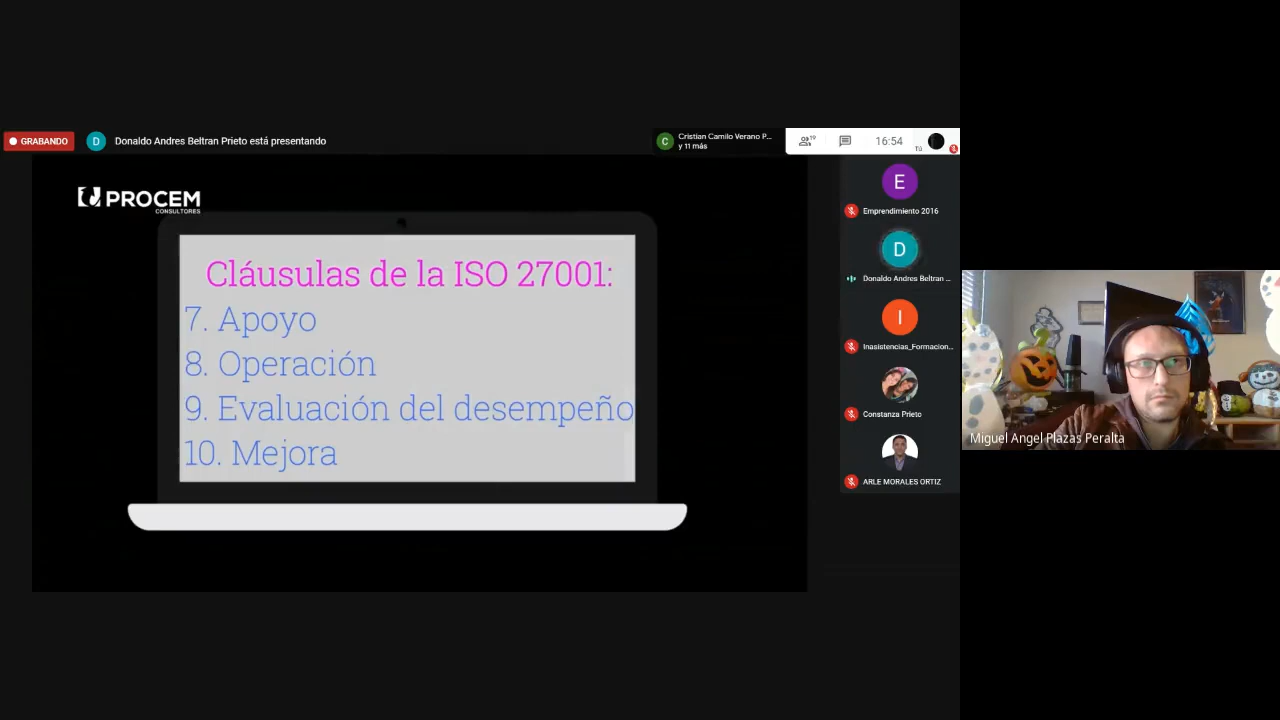 GRABANDO
D
Donaldo Andres Beltran Prieto está presentando
C
Cristian Camilo Verano P...
y 11 más
19
16:54
Tú
PROCEM
CONSULTORES
Cláusulas de la ISO 27001:
7. Apoyo
8. Operación
9. Evaluación del desempeño
10. Mejora
E
Emprendimiento 2016
D
Donaldo Andres Beltran ...
I
Inasistencias_Formacion...
Constanza Prieto
ARLE MORALES ORTIZ
Miguel Angel Plazas Peralta